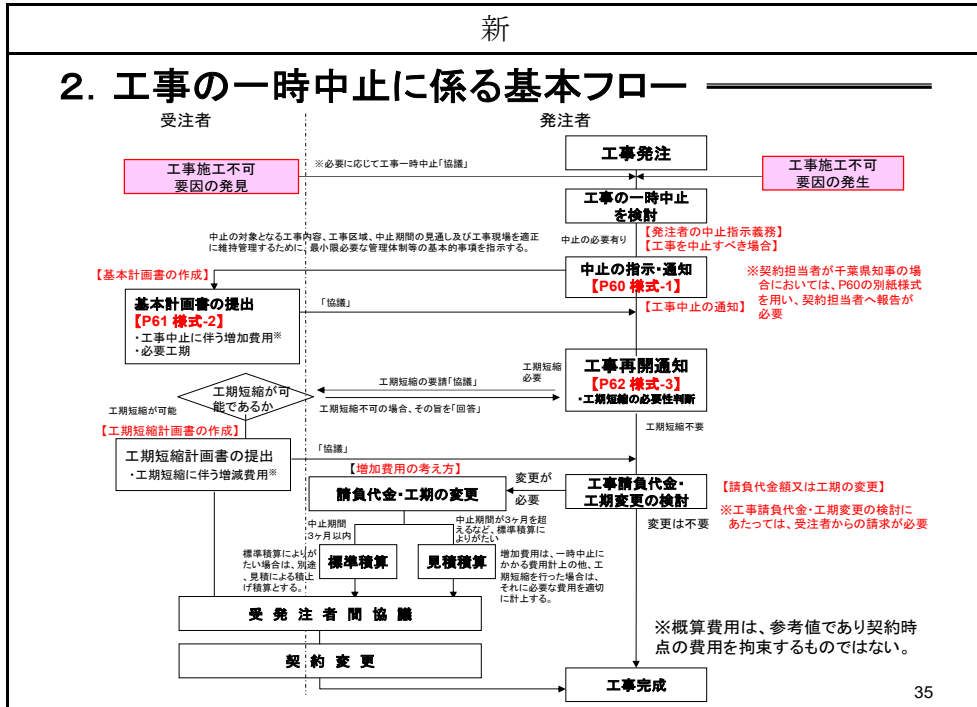 新
2．工事の一時中止に係る基本フロー
受注者
発注者
工事発注
工事施工不可
要因の発見
※必要に応じて工事一時中止「協議」
工事施工不可
要因の発生
工事の一時中止
を検討
中止の対象となる工事内容、工事区域、中止期間の見通し及び工事現場を適正
に維持管理するために、最小限必要な管理体制等の基本的事項を指示する。
中止の必要有り
【発注者の中止指示義務】
【工事を中止すべき場合】
【基本計画書の作成】
中止の指示・通知
【P60 様式-1】
※契約担当者が千葉県知事の場
合においては、P60の別紙様式
を用い、契約担当者へ報告が
必要
基本計画書の提出
【P61 様式-2】
・工事中止に伴う増加費用※
・必要工期
「協議」
【工事中止の通知】
工事再開通知
【P62 様式-3】
・工期短縮の必要性判断
工期短縮
必要
工期短縮の要請「協議」
工期短縮が可
能であるか
工期短縮不可の場合、その旨を「回答」
工期短縮が可能
工期短縮不要
【工期短縮計画書の作成】
工期短縮計画書の提出
・工期短縮に伴う増減費用※
「協議」
【増加費用の考え方】
請負代金・工期の変更
変更が
必要
工事請負代金・
工期変更の検討
【請負代金額又は工期の変更】
※工事請負代金・工期変更の検討に
あたっては、受注者からの請求が必要
変更は不要
中止期間
3ヶ月以内
中止期間が3ヶ月を超
えるなど、標準積算に
よりがたい
標準積算によりが
たい場合は、別途
、見積による積上
げ積算とする。
標準積算
見積積算
増加費用は、一時中止に
かかる費用計上の他、工
期短縮を行った場合は、
それに必要な費用を適切
に計上する。
受発注者間協議
※概算費用は、参考値であり契約時
点の費用を拘束するものではない。
契約変更
工事完成
35